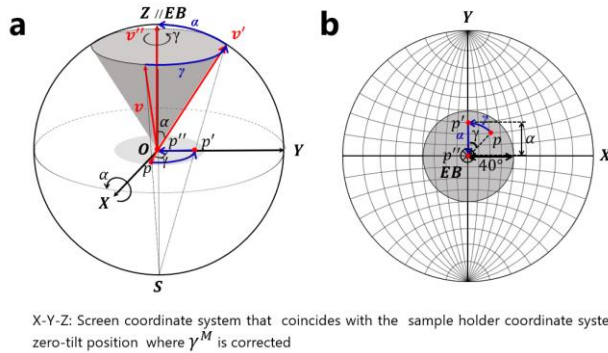 a
b
Z //EB
α
γ
v''
v'
γ
v
α
O
p''
p'
Y
p
γ
α
X
S
Y
p'
γ
α
γ
p
α
p''
X
EB
40°
X-Y-Z: Screen coordinate system that coincides with the sample holder coordinate syste
zero-tilt position where γᴹ is corrected